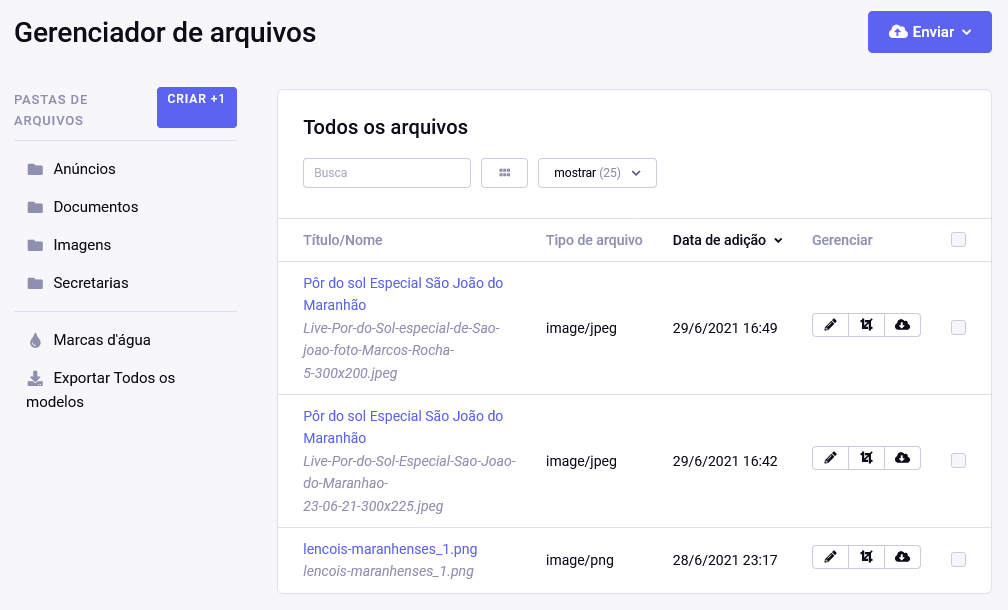 Gerenciador de arquivos
Enviar
PASTAS DE
ARQUIVOS
CRIAR +1
Anúncios
Documentos
Imagens
Secretarias
Marcas d'água
Exportar Todos os
modelos
Todos os arquivos
Busca
mostrar (25)
Título/Nome Tipo de arquivo Data de adição Gerenciar
Pôr do sol Especial São João do
Maranhão
Live-Por-do-Sol-especial-de-Sao-
joao-foto-Marcos-Rocha-
5-300x200.jpeg
image/jpeg 29/6/2021 16:49
Pôr do sol Especial São João do
Maranhão
Live-Por-do-Sol-Especial-Sao-Joao-
do-Maranhao-
23-06-21-300x225.jpeg
image/jpeg 29/6/2021 16:42
lencois-maranhenses_1.png
lencois-maranhenses_1.png
image/png 28/6/2021 23:17